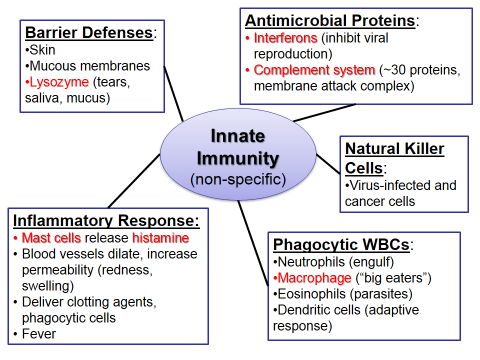 Barrier Defenses:
•Skin
•Mucous membranes
•Lysozyme (tears,
saliva, mucus)
Antimicrobial Proteins:
• Interferons (inhibit viral
reproduction)
• Complement system (~30 proteins,
membrane attack complex)
Innate
Immunity
(non-specific)
Natural Killer
Cells:
•Virus-infected and
cancer cells
Inflammatory Response:
• Mast cells release histamine
• Blood vessels dilate, increase
permeability (redness,
swelling)
• Deliver clotting agents,
phagocytic cells
• Fever
Phagocytic WBCs:
•Neutrophils (engulf)
•Macrophage (“big eaters”)
•Eosinophils (parasites)
•Dendritic cells (adaptive
response)